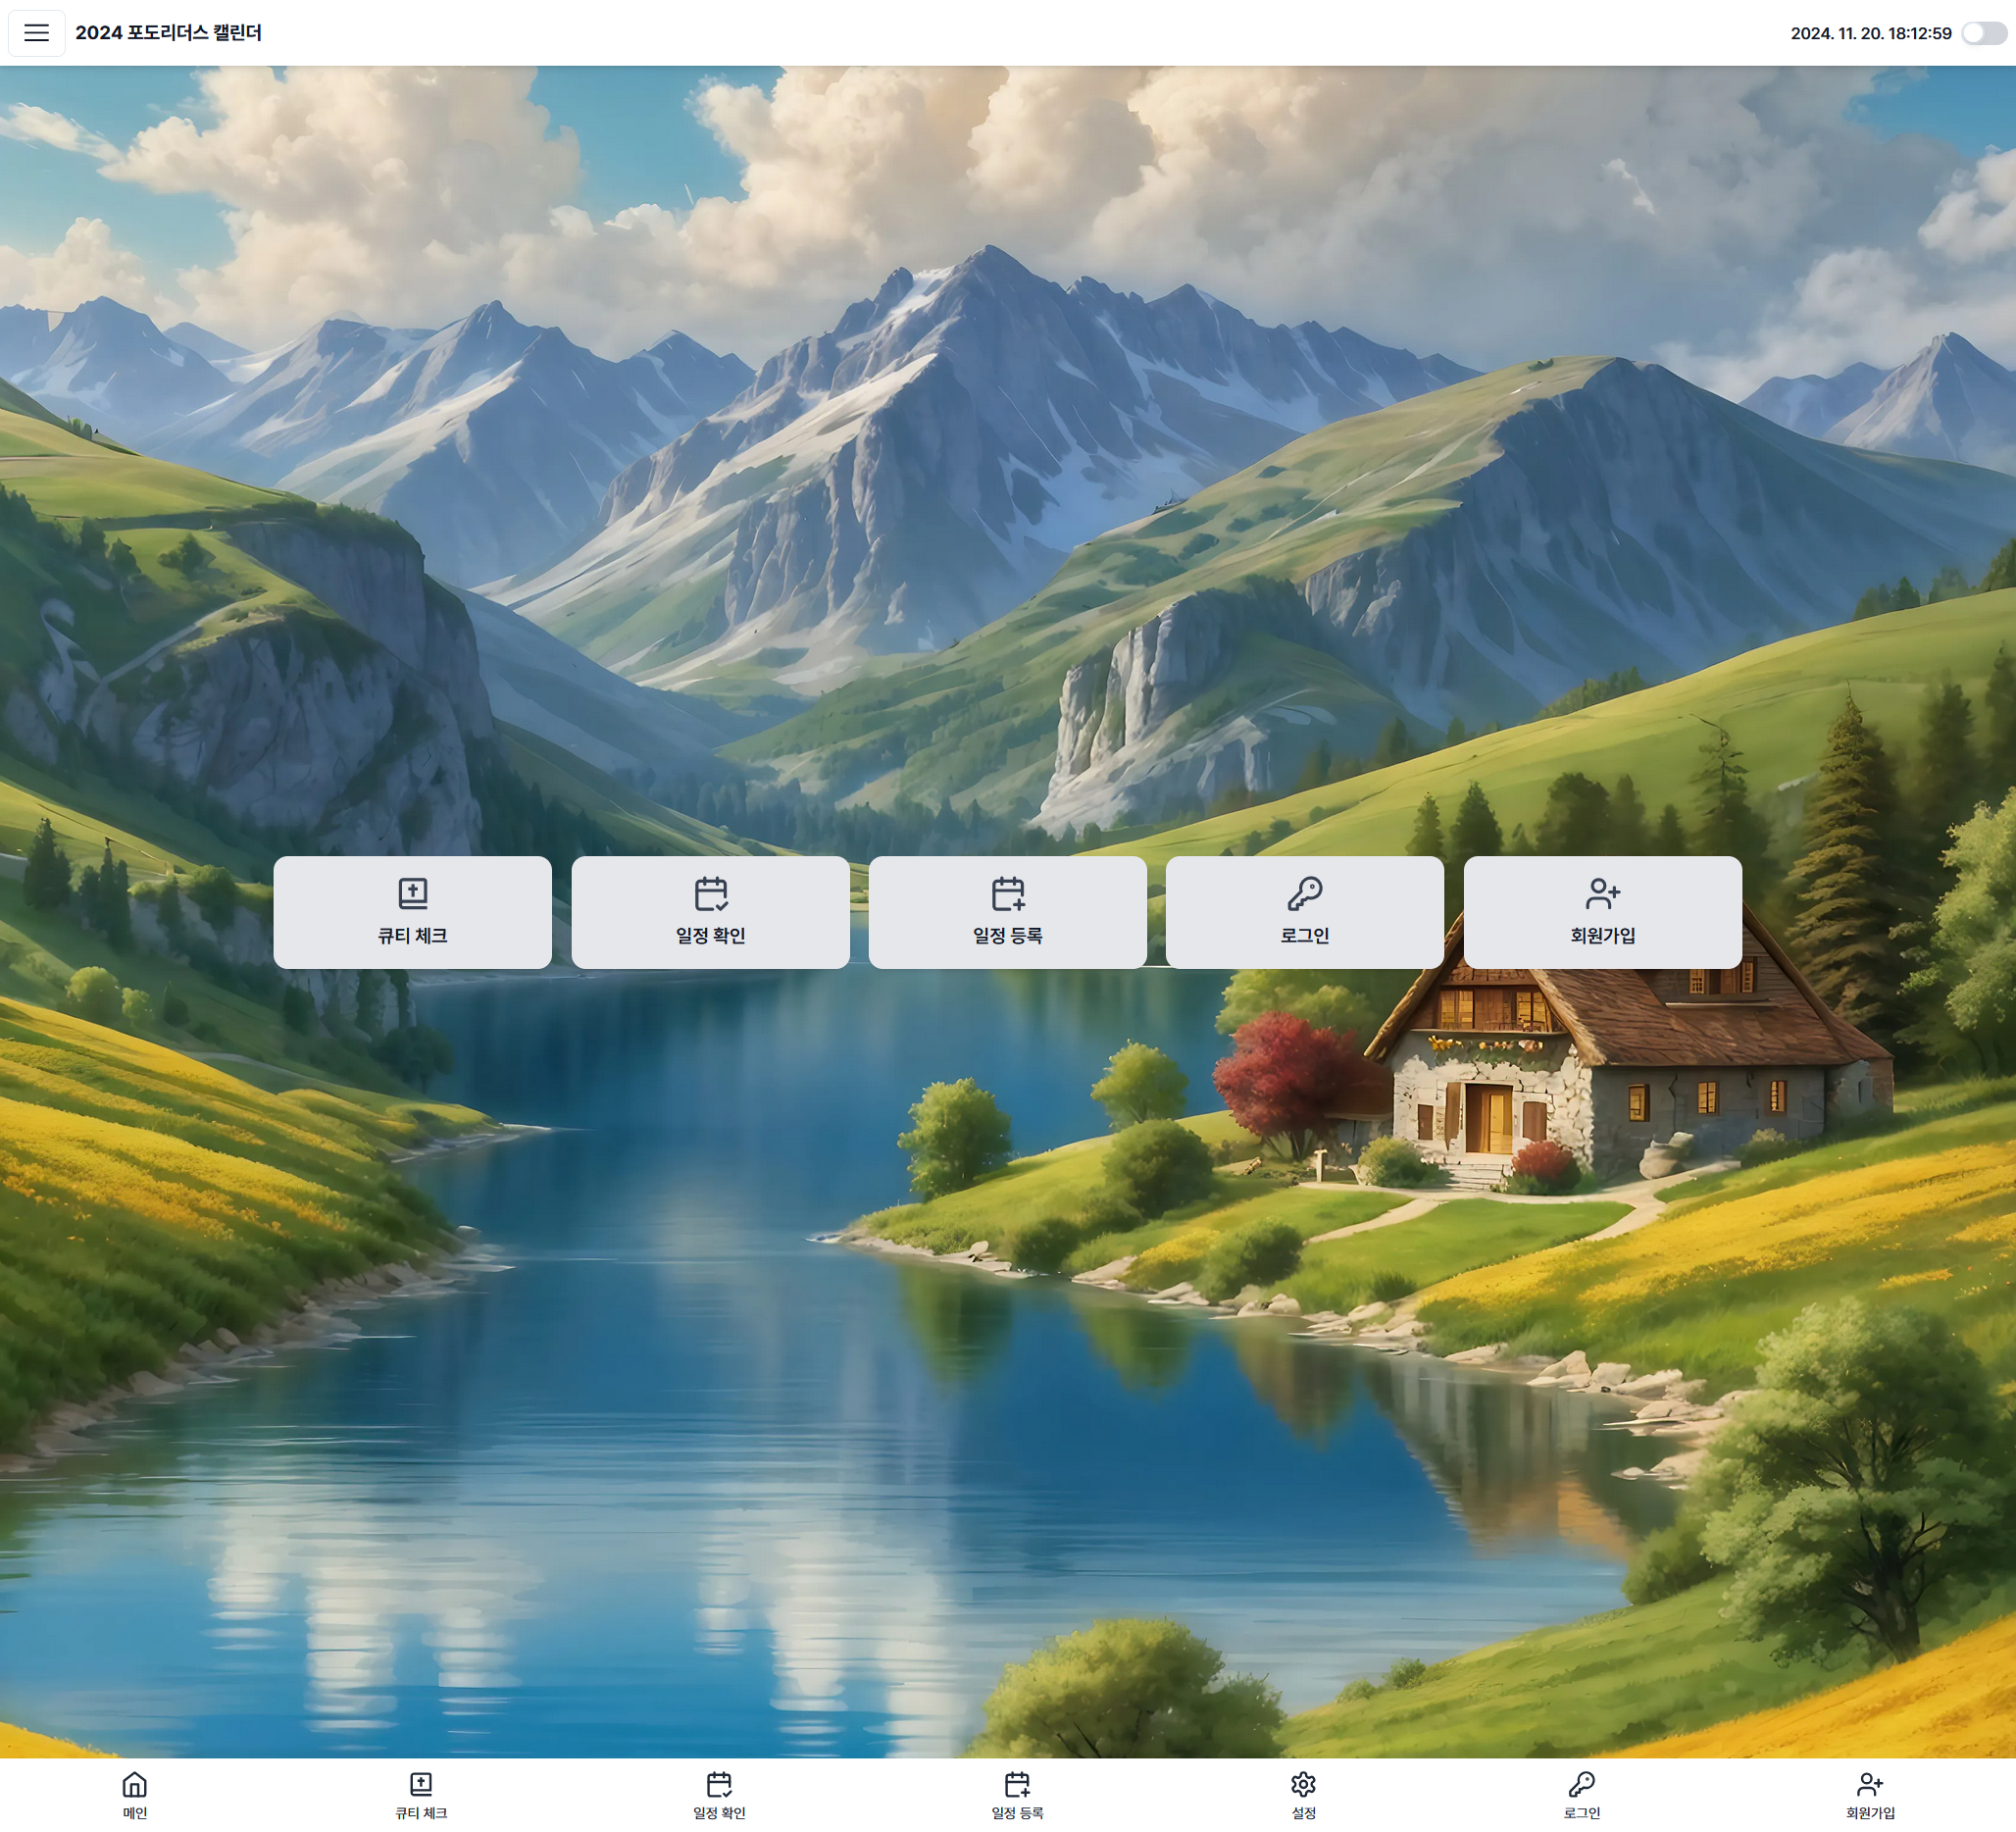 2024 포도리더스 캘린더
2024. 11. 20. 18:12:59
큐티 체크
일정 확인
일정 등록
로그인
회원가입
메인
큐티 체크
일정 확인
일정 등록
설정
로그인
회원가입